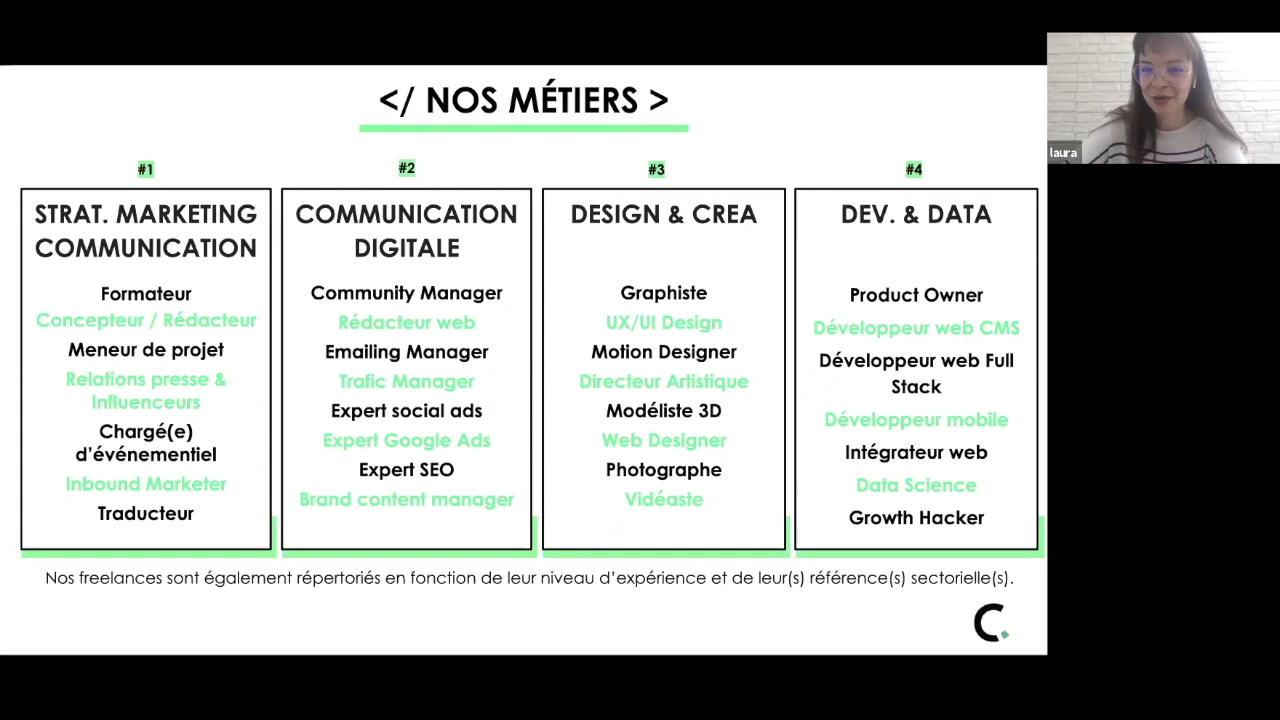 </ NOS MÉTIERS >
laura
#1
STRAT. MARKETING
COMMUNICATION
Formateur
Concepteur / Rédacteur
Meneur de projet
Relations presse &
Influenceurs
Chargé(e)
d’événementiel
Inbound Marketer
Traducteur
#2
COMMUNICATION
DIGITALE
Community Manager
Rédacteur web
Emailing Manager
Trafic Manager
Expert social ads
Expert Google Ads
Expert SEO
Brand content manager
#3
DESIGN & CREA
Graphiste
UX/UI Design
Motion Designer
Directeur Artistique
Modéliste 3D
Web Designer
Photographe
Vidéaste
#4
DEV. & DATA
Product Owner
Développeur web CMS
Développeur web Full
Stack
Développeur mobile
Intégrateur web
Data Science
Growth Hacker
Nos freelances sont également répertoriés en fonction de leur niveau d’expérience et de leur(s) référence(s) sectorielle(s).
C.